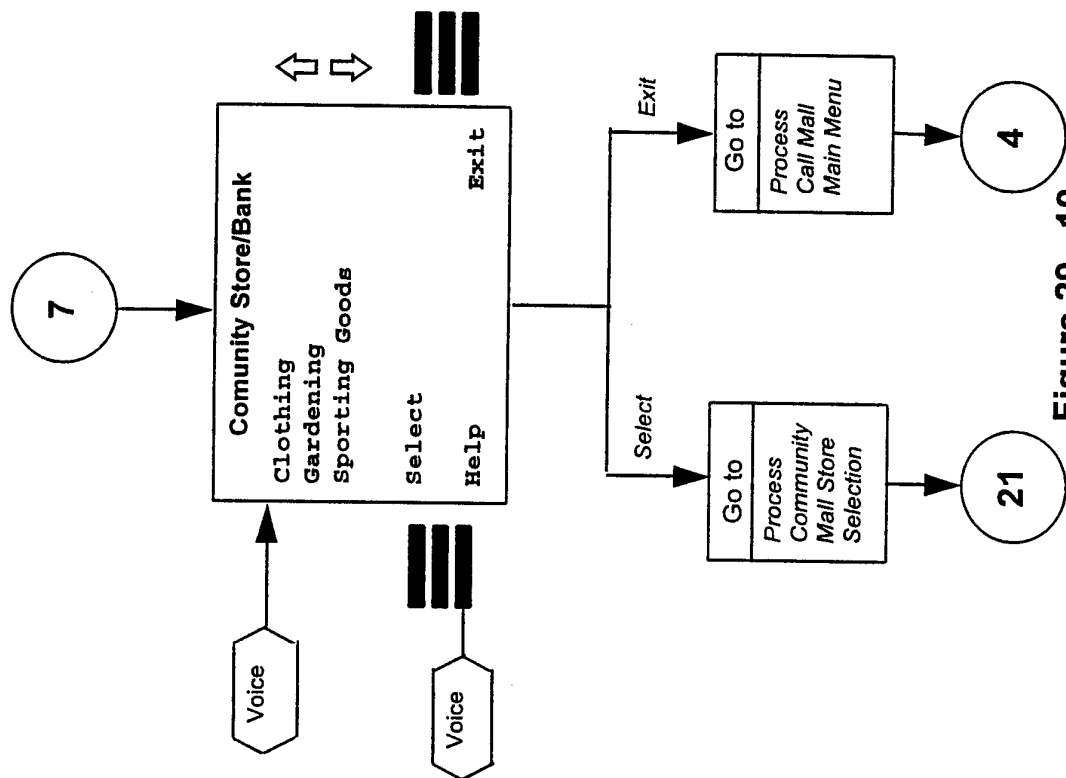 7
Comunity Store/Bank
Clothing
Gardening
Sporting Goods
Select
Help Exit
Voice
Voice
Select
Exit
Go to
Process
Community
Mall Store
Selection
Go to
Process
Call Mall
Main Menu
21
4